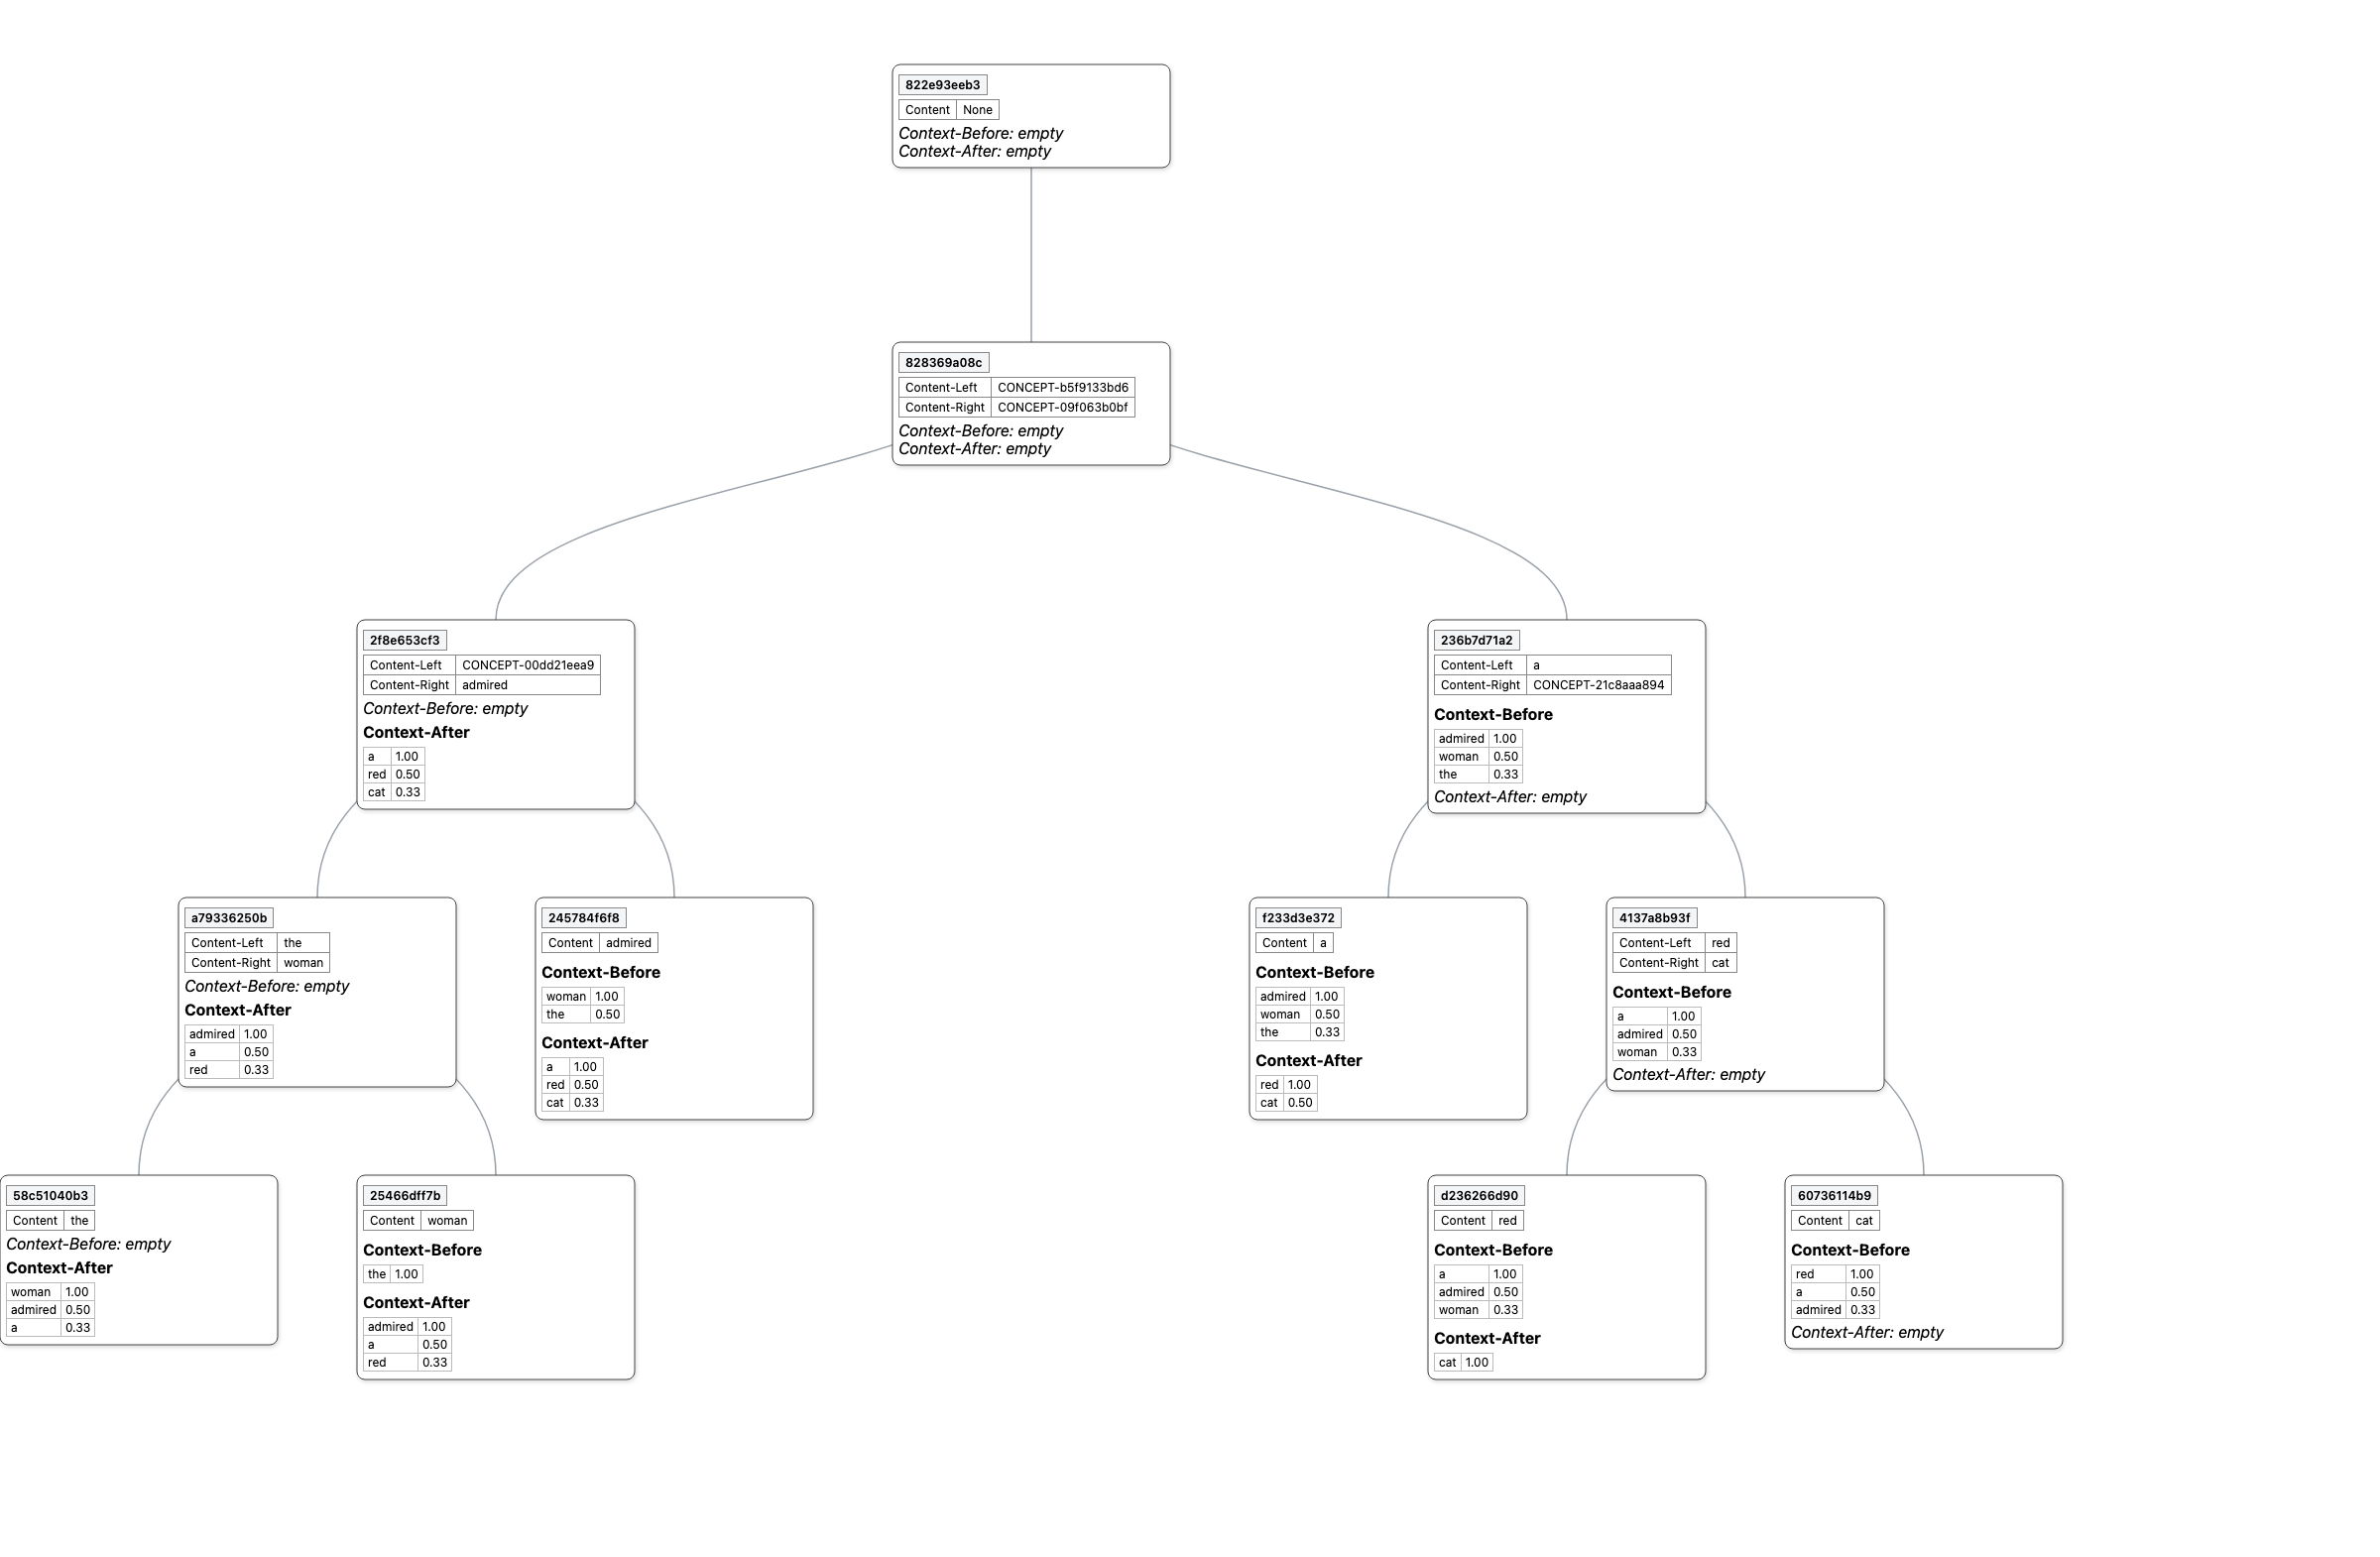 822e93eeb3
Content None
Context-Before: empty
Context-After: empty
828369a08c
Content-Left CONCEPT-b5f9133bd6
Content-Right CONCEPT-09f063b0bf
Context-Before: empty
Context-After: empty
2f8e653cf3
Content-Left CONCEPT-00dd21eea9
Content-Right admired
Context-Before: empty
Context-After
a 1.00
red 0.50
cat 0.33
236b7d71a2
Content-Left a
Content-Right CONCEPT-21c8aaa894
Context-Before
admired 1.00
woman 0.50
the 0.33
Context-After: empty
a79336250b
Content-Left the
Content-Right woman
Context-Before: empty
Context-After
admired 1.00
a 0.50
red 0.33
245784f6f8
Content admired
Context-Before
woman 1.00
the 0.50
Context-After
a 1.00
red 0.50
cat 0.33
f233d3e372
Content a
Context-Before
admired 1.00
woman 0.50
the 0.33
Context-After
red 1.00
cat 0.50
4137a8b93f
Content-Left red
Content-Right cat
Context-Before
a 1.00
admired 0.50
woman 0.33
Context-After: empty
58c51040b3
Content the
Context-Before: empty
Context-After
woman 1.00
admired 0.50
a 0.33
25466dff7b
Content woman
Context-Before
the 1.00
Context-After
admired 1.00
a 0.50
red 0.33
d236266d90
Content red
Context-Before
a 1.00
admired 0.50
woman 0.33
Context-After
cat 1.00
60736114b9
Content cat
Context-Before
red 1.00
a 0.50
admired 0.33
Context-After: empty